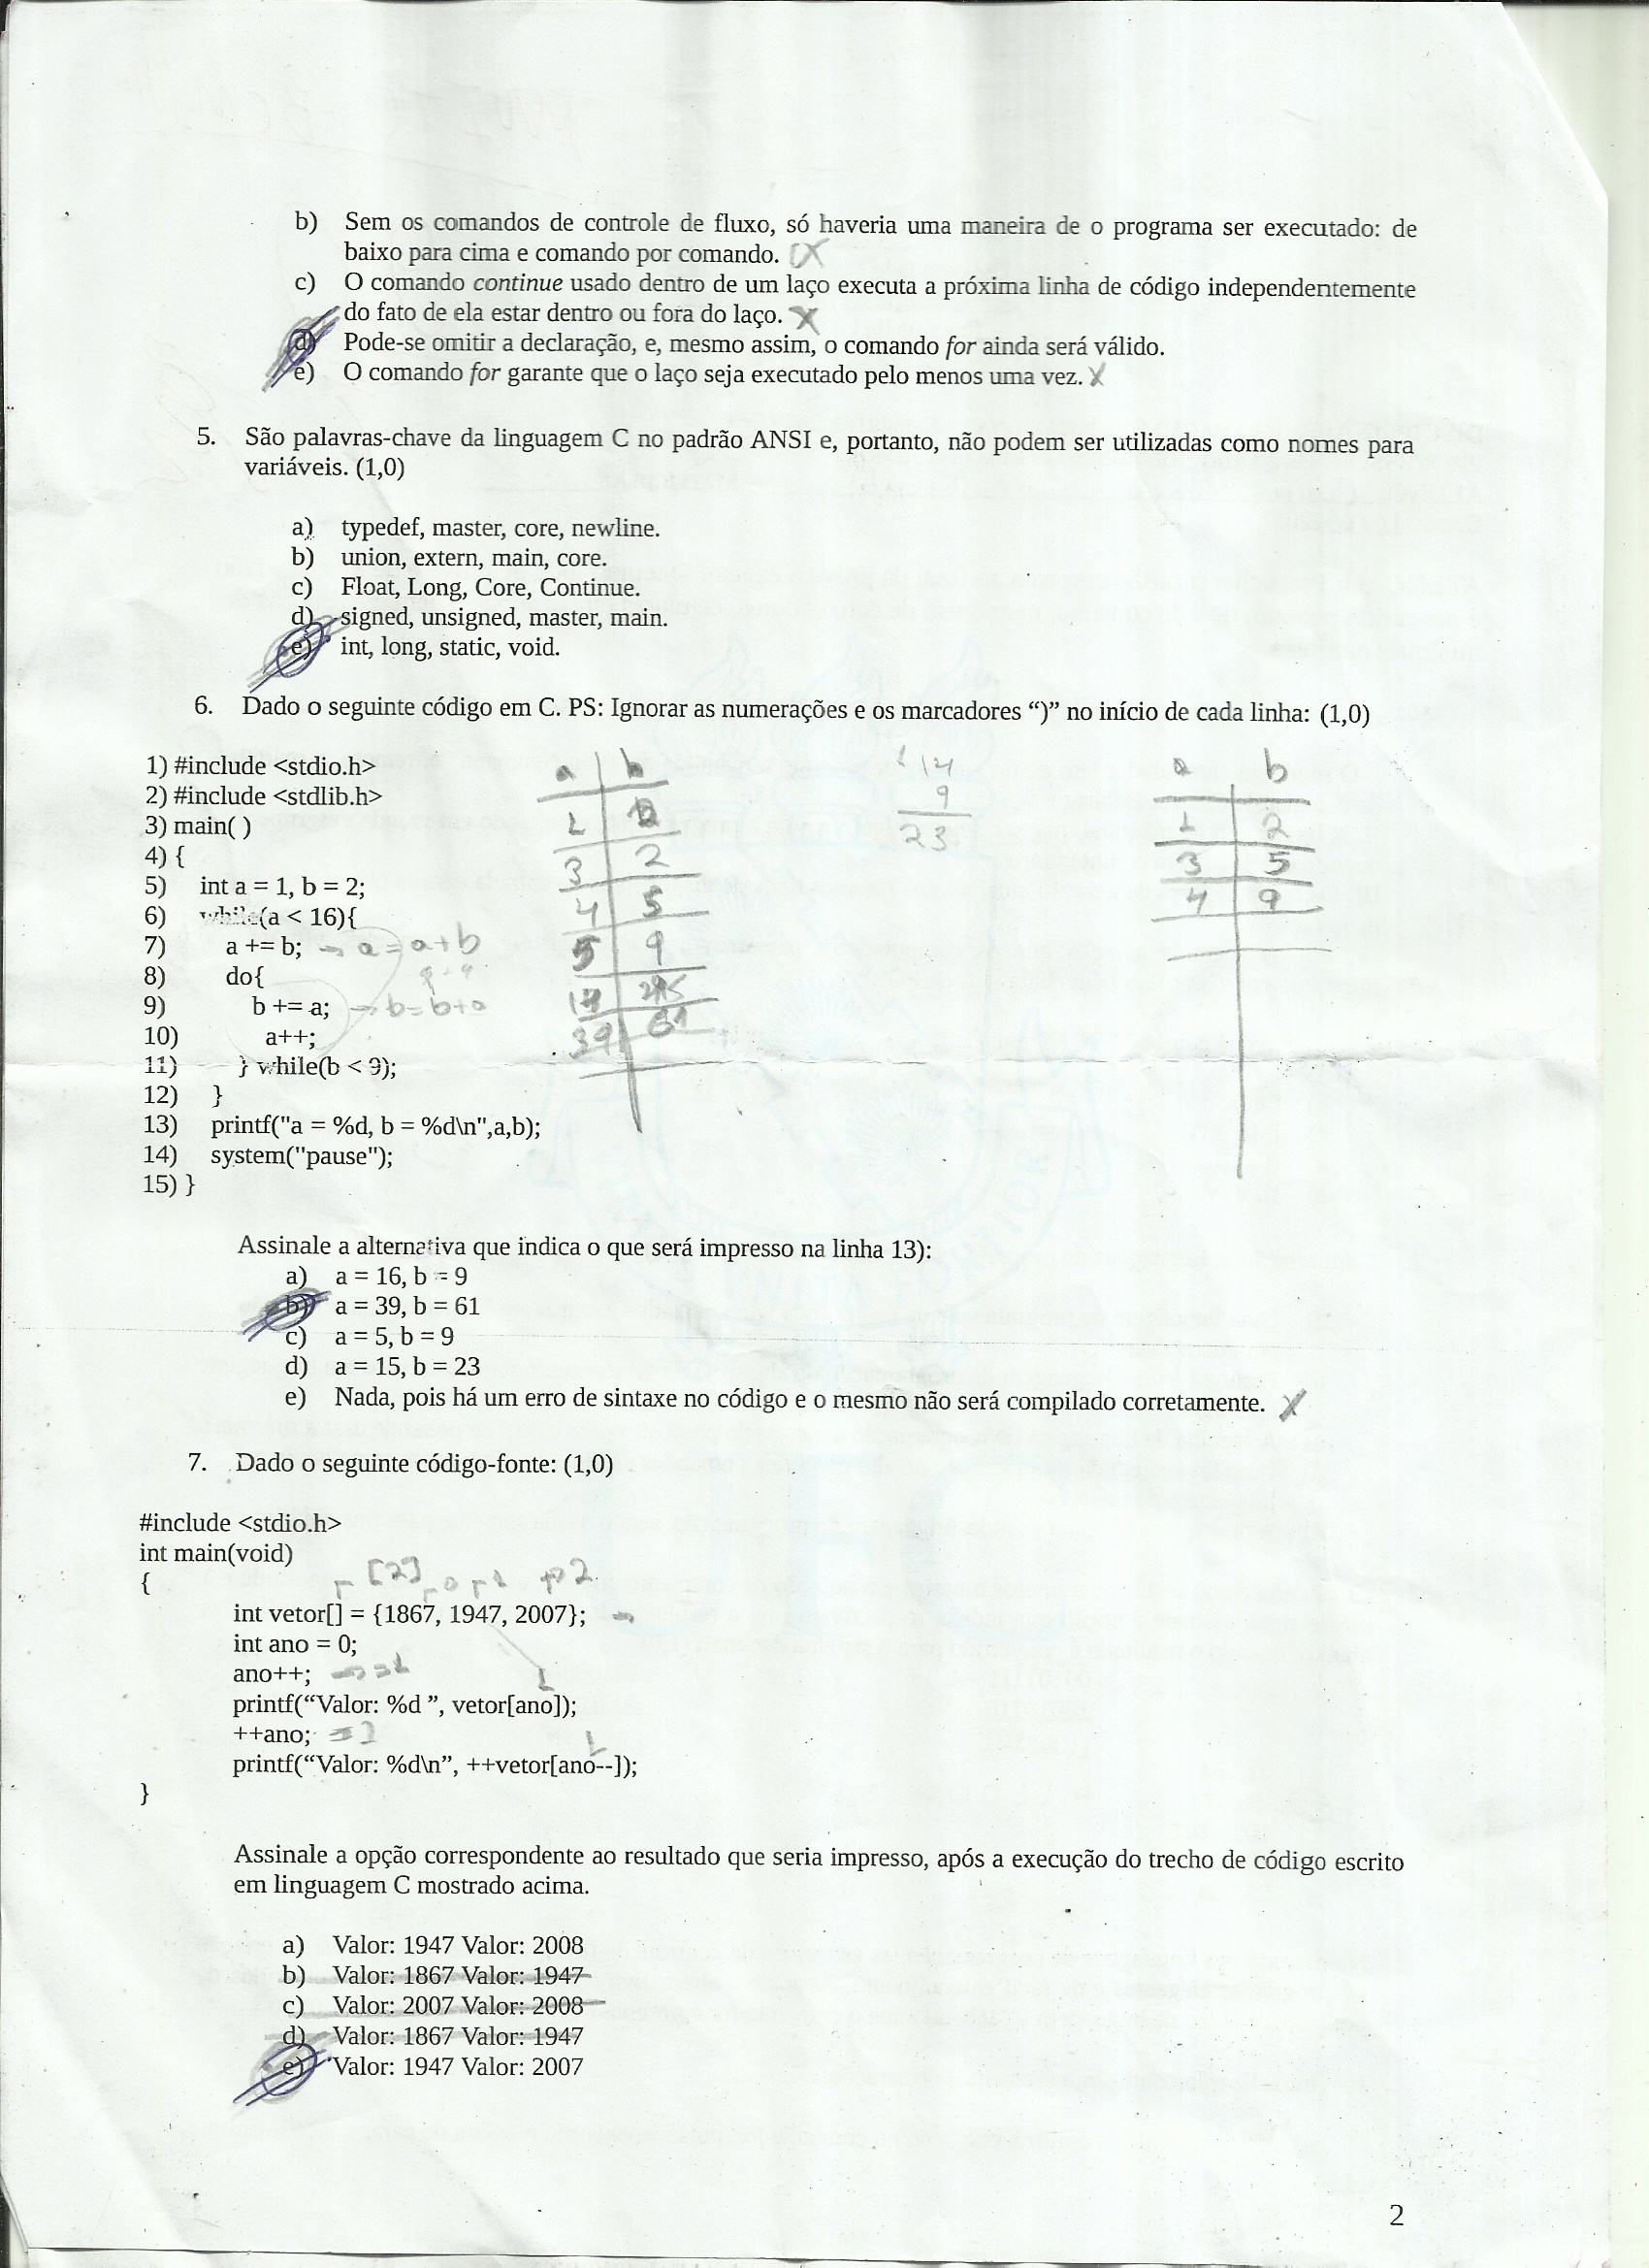 b) Sem os comandos de controle de fluxo, só haveria uma maneira de o programa ser executado: de
baixo para cima e comando por comando. X
c) O comando continue usado dentro de um laço executa a próxima linha de código independentemente
do fato de ela estar dentro ou fora do laço. X
d) Pode-se omitir a declaração, e, mesmo assim, o comando for ainda será válido.
e) O comando for garante que o laço seja executado pelo menos uma vez. X
5. São palavras-chave da linguagem C no padrão ANSI e, portanto, não podem ser utilizadas como nomes para
variáveis. (1,0)
a) typedef, master, core, newline.
b) union, extern, main, core.
c) Float, Long, Core, Continue.
d) signed, unsigned, master, main.
e) int, long, static, void.
6. Dado o seguinte código em C. PS: Ignorar as numerações e os marcadores “)” no início de cada linha: (1,0)
1) #include <stdio.h>
2) #include <stdlib.h>
3) main( )
4) {
5) int a = 1, b = 2;
6) while(a < 16){
7) a += b; → a = a + b
8) do{
9) b += a; → b = b + a
10) a++;
11) } while(b < 9);
12) }
13) printf("a = %d, b = %d\n",a,b);
14) system("pause");
15) }
a b
1
3 2
4 5
5 9
39 61
14
9
23
a b
1 2
3 5
4 9
Assinale a alternativa que indica o que será impresso na linha 13):
a) a = 16, b = 9
b) a = 39, b = 61
c) a = 5, b = 9
d) a = 15, b = 23
e) Nada, pois há um erro de sintaxe no código e o mesmo não será compilado corretamente. X
7. Dado o seguinte código-fonte: (1,0)
#include <stdio.h>
int main(void)
{
[2]
int vetor[] = {1867, 1947, 2007};
int ano = 0;
ano++; → = 1
printf(“Valor: %d ”, vetor[ano]);
++ano;
printf(“Valor: %d\n”, ++vetor[ano--]);
}
Assinale a opção correspondente ao resultado que seria impresso, após a execução do trecho de código escrito
em linguagem C mostrado acima.
a) Valor: 1947 Valor: 2008
b) Valor: 1867 Valor: 1947
c) Valor: 2007 Valor: 2008
d) Valor: 1867 Valor: 1947
e) Valor: 1947 Valor: 2007
2